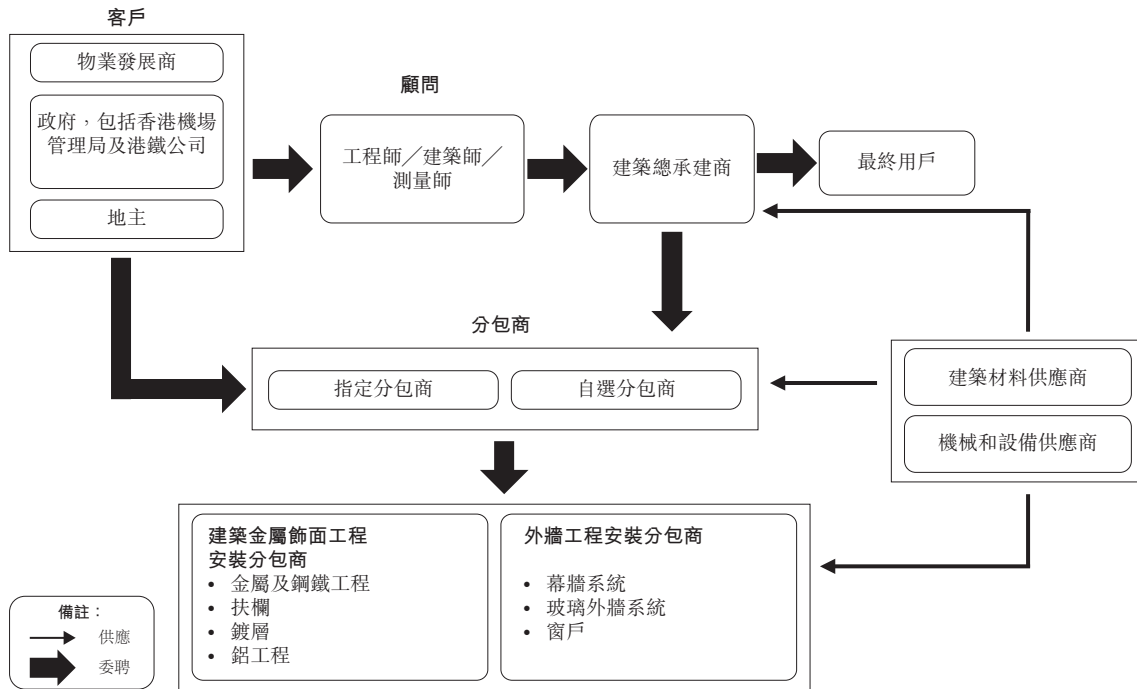 客戶
物業發展商
政府，包括香港機場
管理局及港鐵公司
地主
顧問
工程師／建築師／
測量師
建築總承建商
最終用戶
分包商
指定分包商
自選分包商
建築材料供應商
機械和設備供應商
建築金屬飾面工程
安裝分包商
• 金屬及鋼鐵工程
• 扶欄
• 鍍層
• 鋁工程
外牆工程安裝分包商
• 幕牆系統
• 玻璃外牆系統
• 窗戶
備註：
供應
委聘